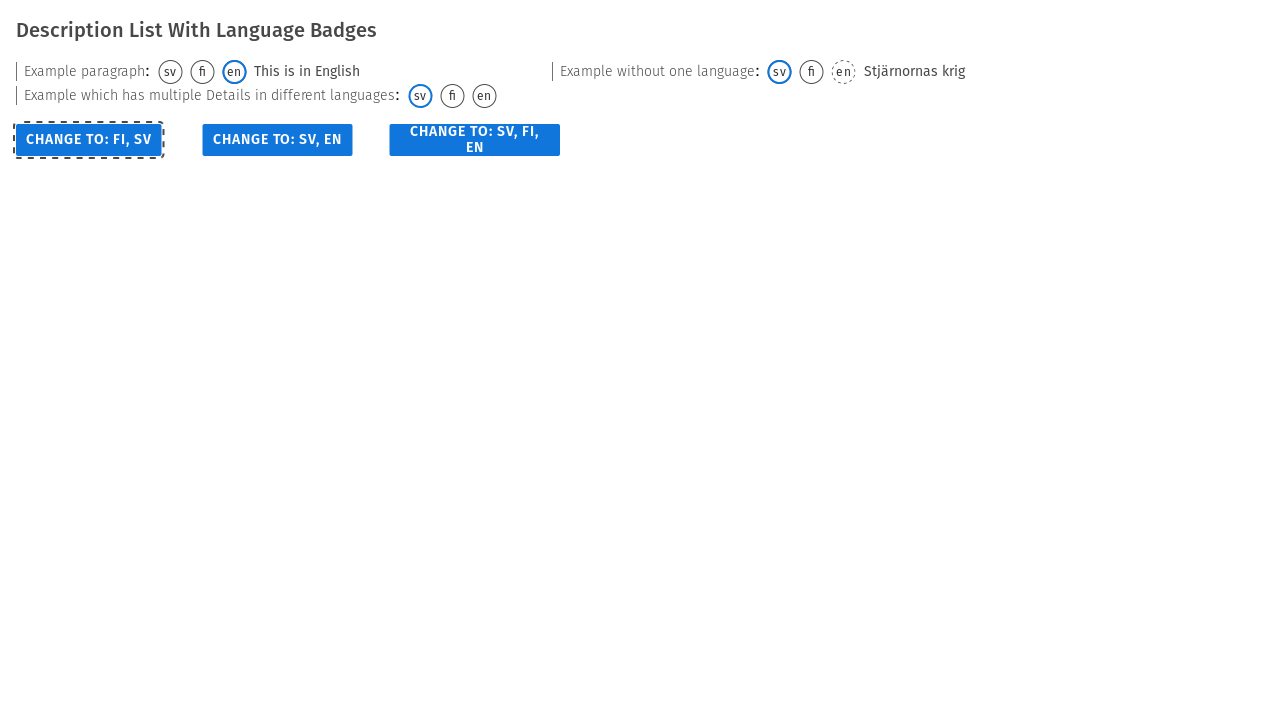 Description List With Language Badges
Example paragraph: sv fi en This is in English
Example without one language: sv fi en Stjärnornas krig
Example which has multiple Details in different languages: sv fi en
CHANGE TO: FI, SV
CHANGE TO: SV, EN
CHANGE TO: SV, FI,
EN